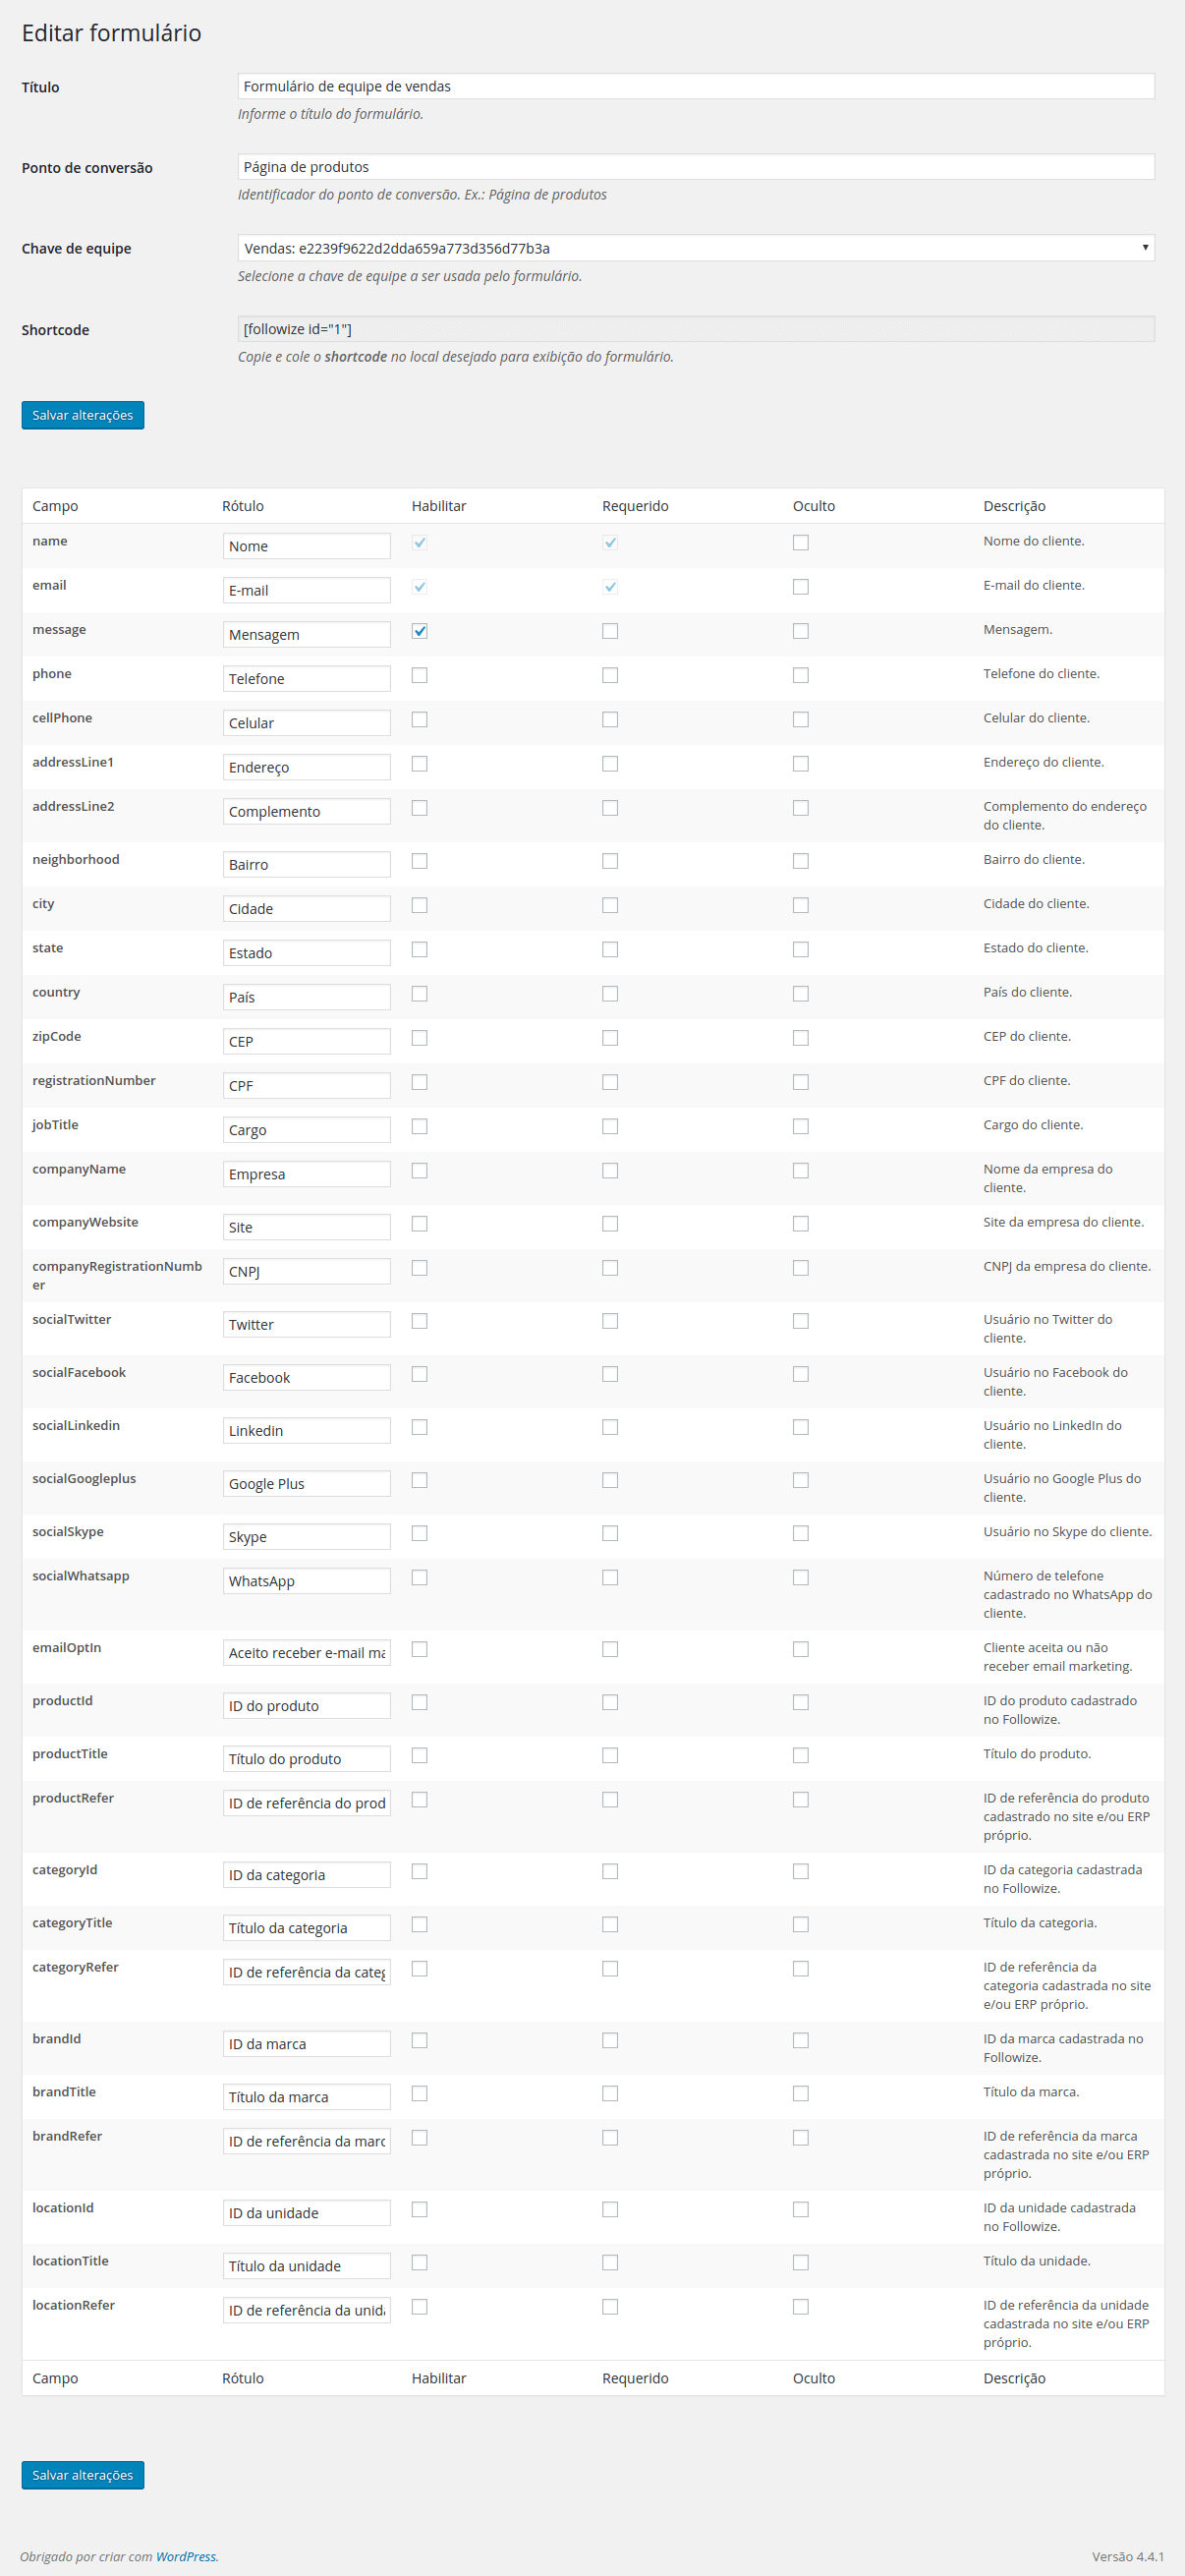 Editar formulário
Título
Formulário de equipe de vendas
Informe o título do formulário.
Ponto de conversão
Página de produtos
Identificador do ponto de conversão. Ex.: Página de produtos
Chave de equipe
Vendas: e2239f9622d2dda659a773d356d77b3a
Selecione a chave de equipe a ser usada pelo formulário.
Shortcode
[followize id="1"]
Copie e cole o shortcode no local desejado para exibição do formulário.
Salvar alterações
Campo Rótulo Habilitar Requerido Oculto Descrição
name Nome Nome do cliente.
email E-mail E-mail do cliente.
message Mensagem Mensagem.
phone Telefone Telefone do cliente.
cellPhone Celular Celular do cliente.
addressLine1 Endereço Endereço do cliente.
addressLine2 Complemento Complemento do endereço
do cliente.
neighborhood Bairro Bairro do cliente.
city Cidade Cidade do cliente.
state Estado Estado do cliente.
country País País do cliente.
zipCode CEP CEP do cliente.
registrationNumber CPF CPF do cliente.
jobTitle Cargo Cargo do cliente.
companyName Empresa Nome da empresa do
cliente.
companyWebsite Site Site da empresa do cliente.
companyRegistrationNumb CNPJ CNPJ da empresa do cliente.
er
socialTwitter Twitter Usuário no Twitter do
cliente.
socialFacebook Facebook Usuário no Facebook do
cliente.
socialLinkedin Linkedin Usuário no LinkedIn do
cliente.
socialGoogleplus Google Plus Usuário no Google Plus do
cliente.
socialSkype Skype Usuário no Skype do cliente.
socialWhatsapp WhatsApp Número de telefone
cadastrado no WhatsApp do
cliente.
emailOptIn Aceito receber e-mail ma Cliente aceita ou não
receber email marketing.
productId ID do produto ID do produto cadastrado
no Followize.
productTitle Título do produto Título do produto.
productRefer ID de referência do prod ID de referência do produto
cadastrado no site e/ou ERP
próprio.
categoryId ID da categoria ID da categoria cadastrada
no Followize.
categoryTitle Título da categoria Título da categoria.
categoryRefer ID de referência da categ ID de referência da
categoria cadastrada no site
e/ou ERP próprio.
brandId ID da marca ID da marca cadastrada no
Followize.
brandTitle Título da marca Título da marca.
brandRefer ID de referência da marc ID de referência da marca
cadastrada no site e/ou ERP
próprio.
locationId ID da unidade ID da unidade cadastrada
no Followize.
locationTitle Título da unidade Título da unidade.
locationRefer ID de referência da unida ID de referência da unidade
cadastrada no site e/ou ERP
próprio.
Campo Rótulo Habilitar Requerido Oculto Descrição
Salvar alterações
Obrigado por criar com WordPress. Versão 4.4.1